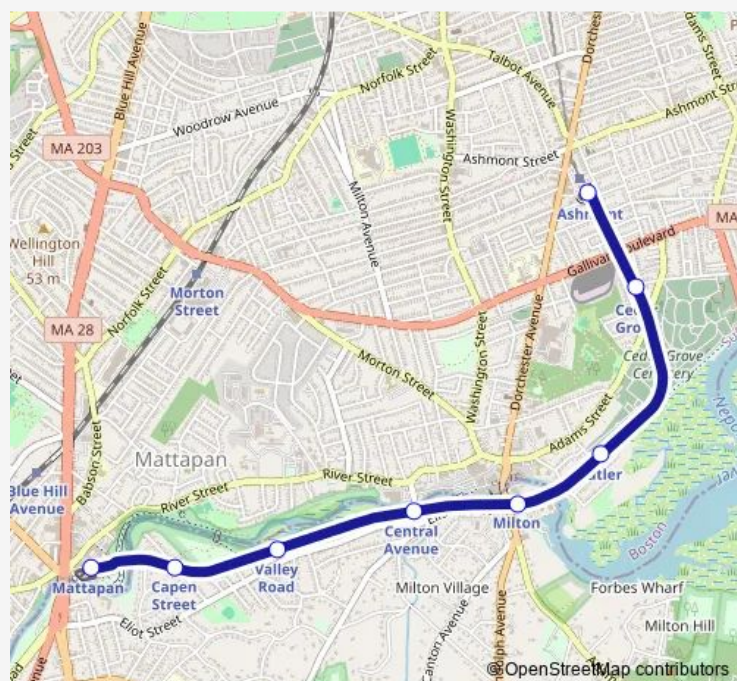 Talbot Avenue
Norfolk Street
Woodrow Avenue
Blue Hill Avenue
Washington Street
Adams Street
Ashmont
MA 203
Ashmont Street
Milton Avenue
Dorchester Avenue
MA
Wellington
Hill
53 m
Morton
Street
Norfolk Street
Gallivan Boulevard
MA 28
Morton Street
Washington Street
Dorchester Avenue
Cedar Grove
Cemetery
Babson Street
Mattapan
Adams Street
River Street
Blue Hill
Avenue
River Street
Central
Avenue
Milton
Boston
Mattapan
Capen
Street
Valley
Road
Milton Village
Forbes Wharf
Eliot Street
Canton Avenue
Milton Hill
© OpenStreetMap contributors